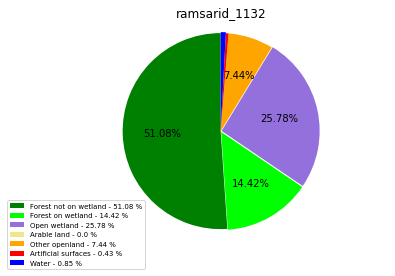 ramsarid_1132
7.44%
25.78%
51.08%
14.42%
Forest not on wetland - 51.08 %
Forest on wetland - 14.42 %
Open wetland - 25.78 %
Arable land - 0.0 %
Other openland - 7.44 %
Artificial surfaces - 0.43 %
Water - 0.85 %